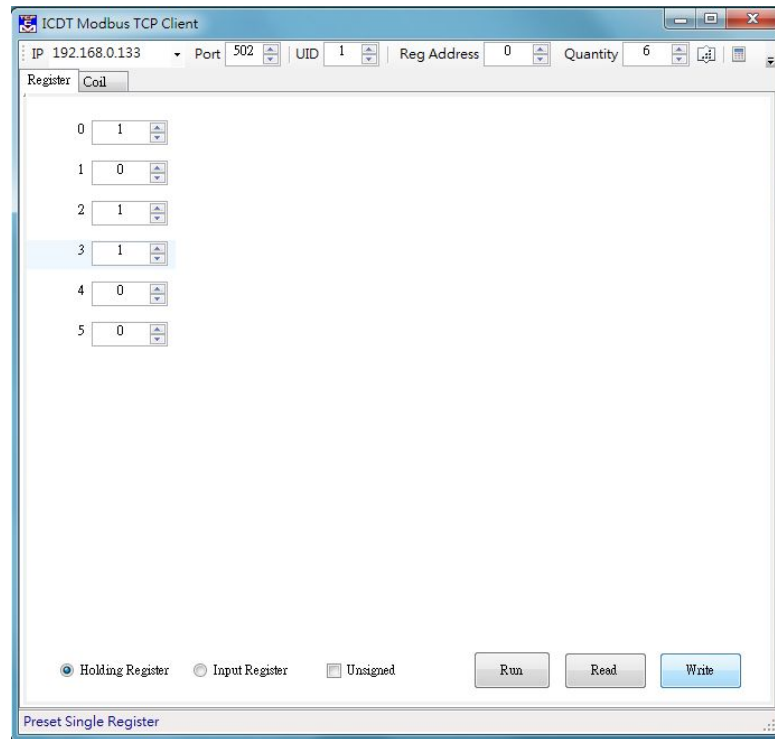 ICDT Modbus TCP Client
IP 192.168.0.133 Port 502 UID 1 Reg Address 0 Quantity 6
Register Coil
0 1
1 0
2 1
3 1
4 0
5 0
Holding Register Input Register Unsigned Run Read Write
Preset Single Register